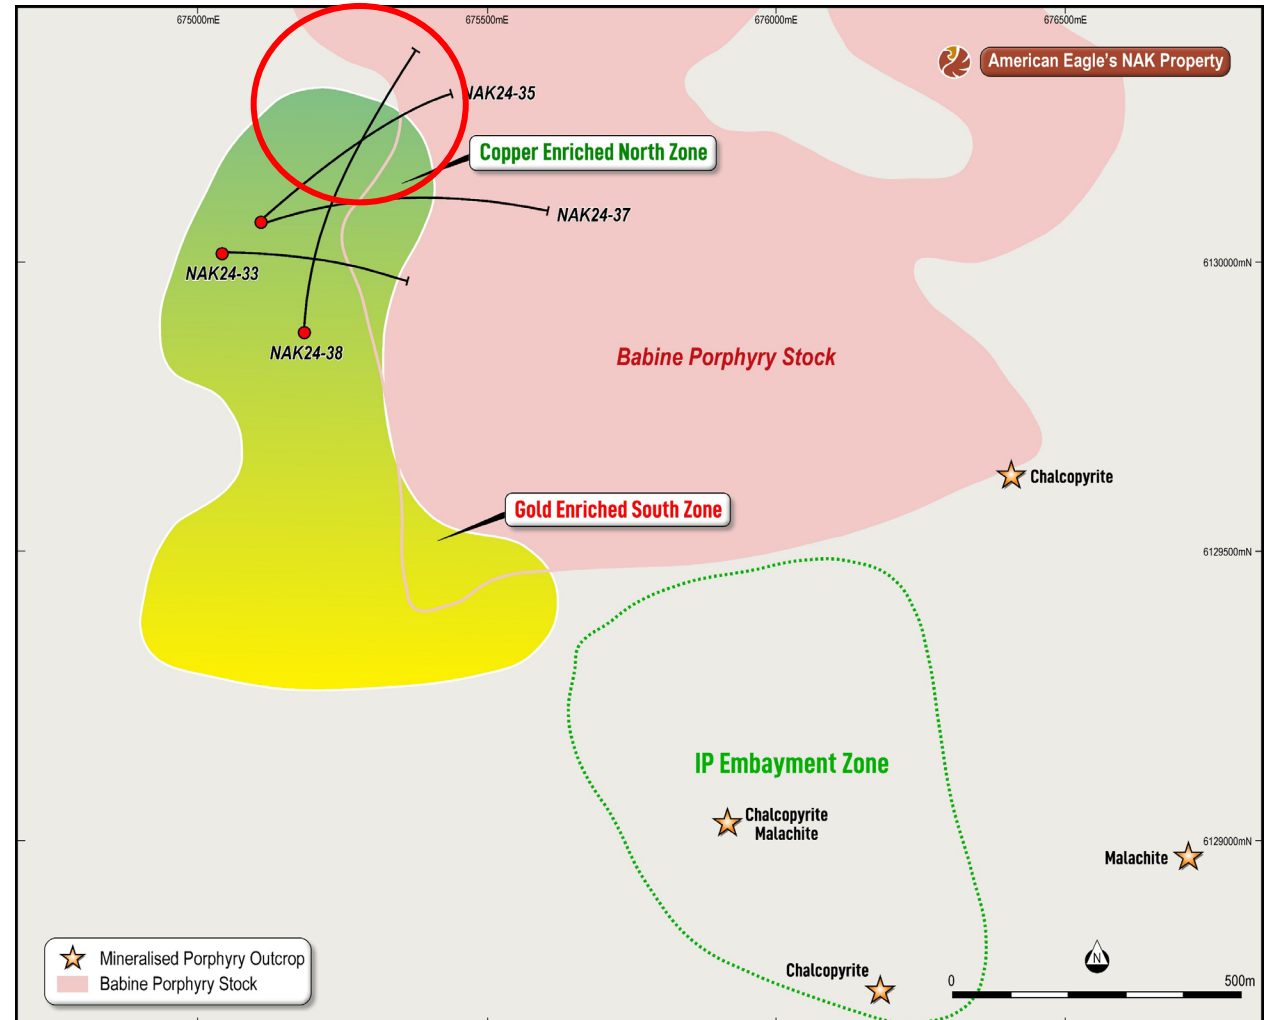 675000mE
675500mE
676000mE
676500mE
American Eagle's NAK Property
NAK24-35
Copper Enriched North Zone
NAK24-37
6130000mN
NAK24-33
NAK24-38
Babine Porphyry Stock
Chalcopyrite
Gold Enriched South Zone
6129500mN
IP Embayment Zone
Chalcopyrite
Malachite
6129000mN
Malachite
N
Mineralised Porphyry Outcrop
Babine Porphyry Stock
Chalcopyrite
0
500m